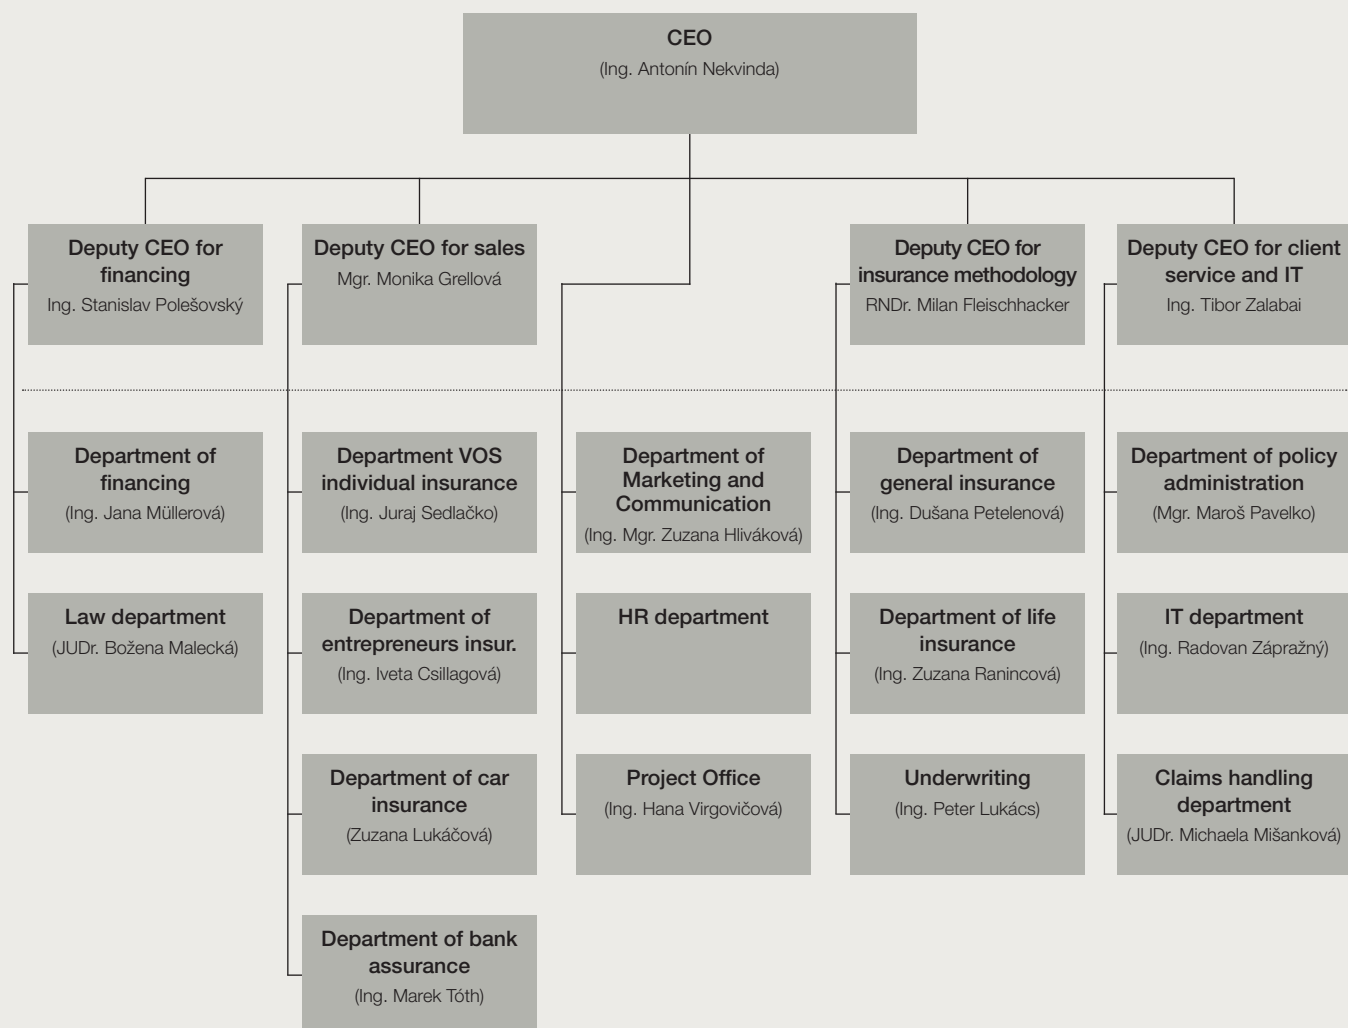 CEO
(Ing. Antonín Nekvinda)
Deputy CEO for
financing
Ing. Stanislav Polešovský
Deputy CEO for sales
Mgr. Monika Grellová
Deputy CEO for
insurance methodology
RNDr. Milan Fleischhacker
Deputy CEO for client
service and IT
Ing. Tibor Zalabai
Department of
financing
(Ing. Jana Müllerová)
Department VOS
individual insurance
(Ing. Juraj Sedlačko)
Department of
Marketing and
Communication
(Ing. Mgr. Zuzana Hliváková)
Department of
general insurance
(Ing. Dušana Petelenová)
Department of policy
administration
(Mgr. Maroš Pavelko)
Law department
(JUDr. Božena Malecká)
Department of
entrepreneurs insur.
(Ing. Iveta Csillagová)
HR department
Department of life
insurance
(Ing. Zuzana Ranincová)
IT department
(Ing. Radovan Zápražný)
Department of car
insurance
(Zuzana Lukáčová)
Project Office
(Ing. Hana Virgovičová)
Underwriting
(Ing. Peter Lukács)
Claims handling
department
(JUDr. Michaela Mišanková)
Department of bank
assurance
(Ing. Marek Tóth)